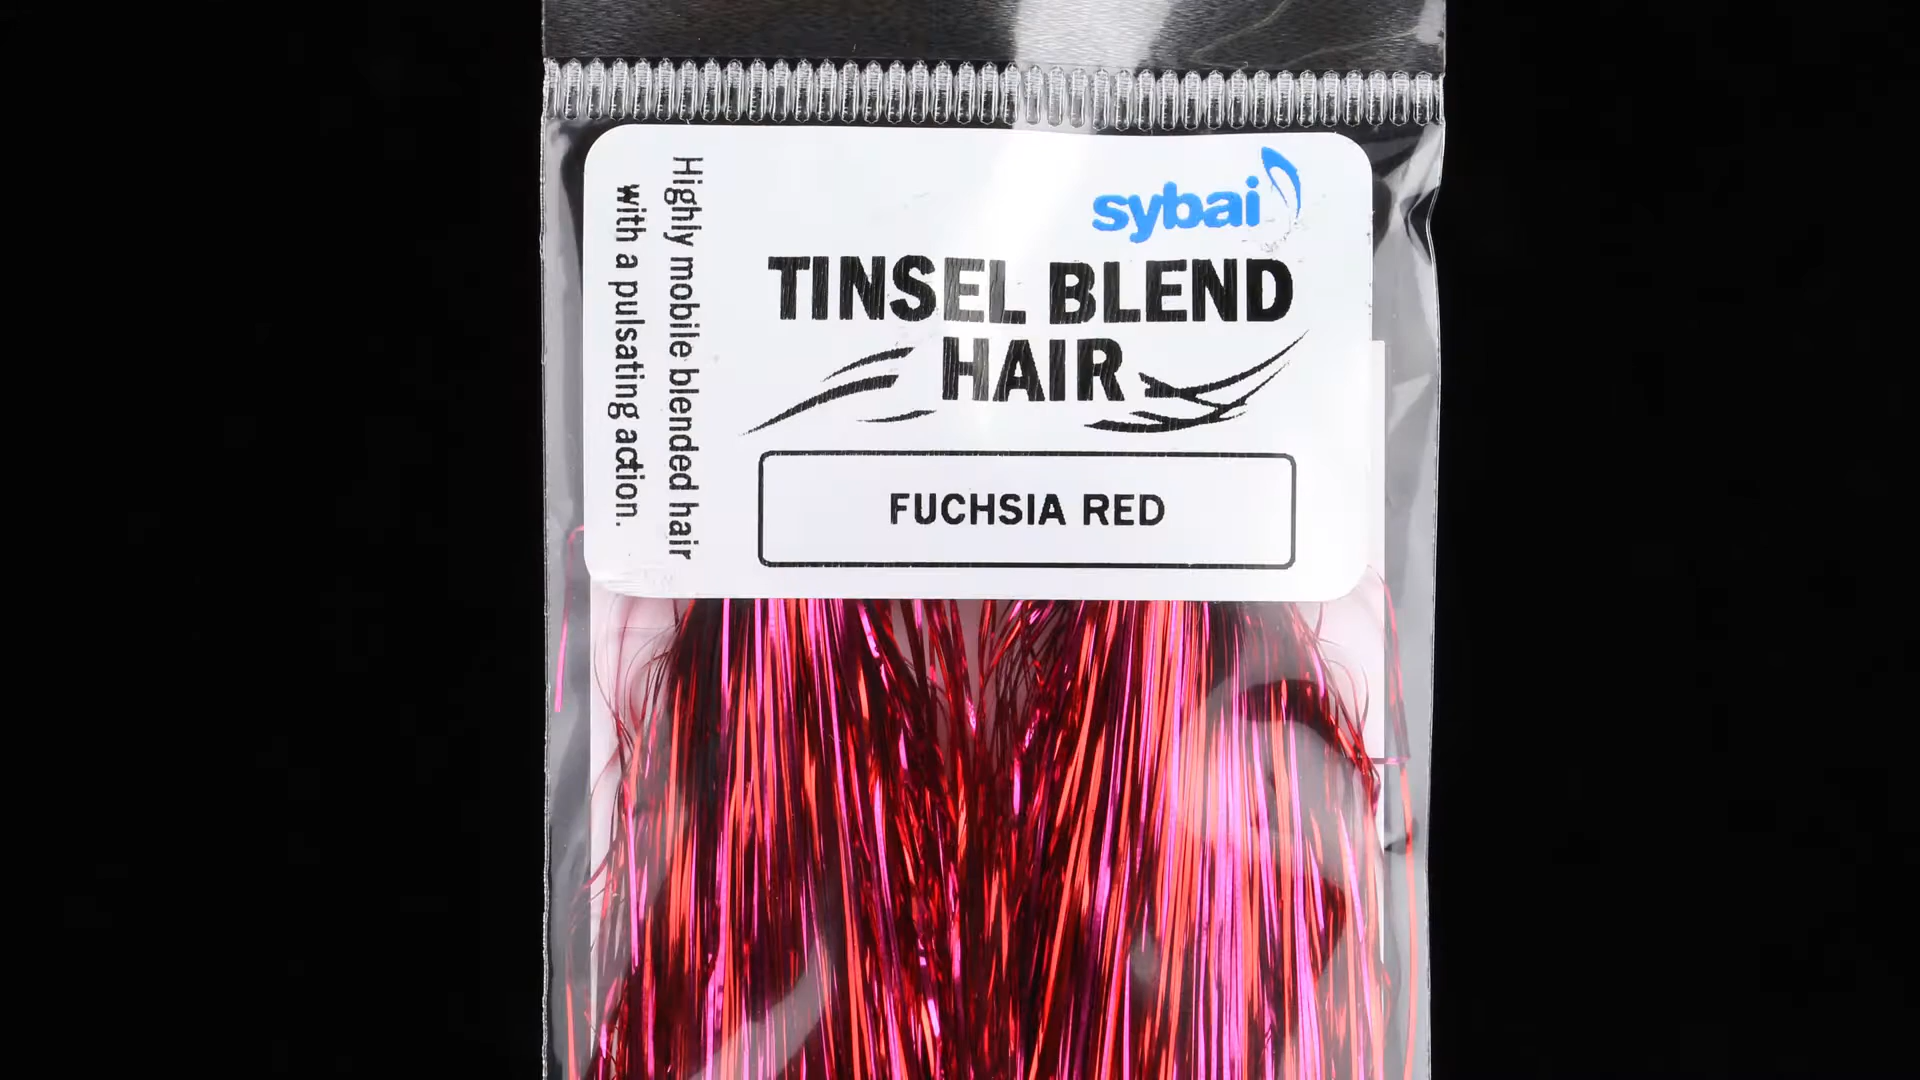 sybai
TINSEL BLEND
HAIR
FUCHSIA RED
Highly mobile blended hair
with a pulsating action.